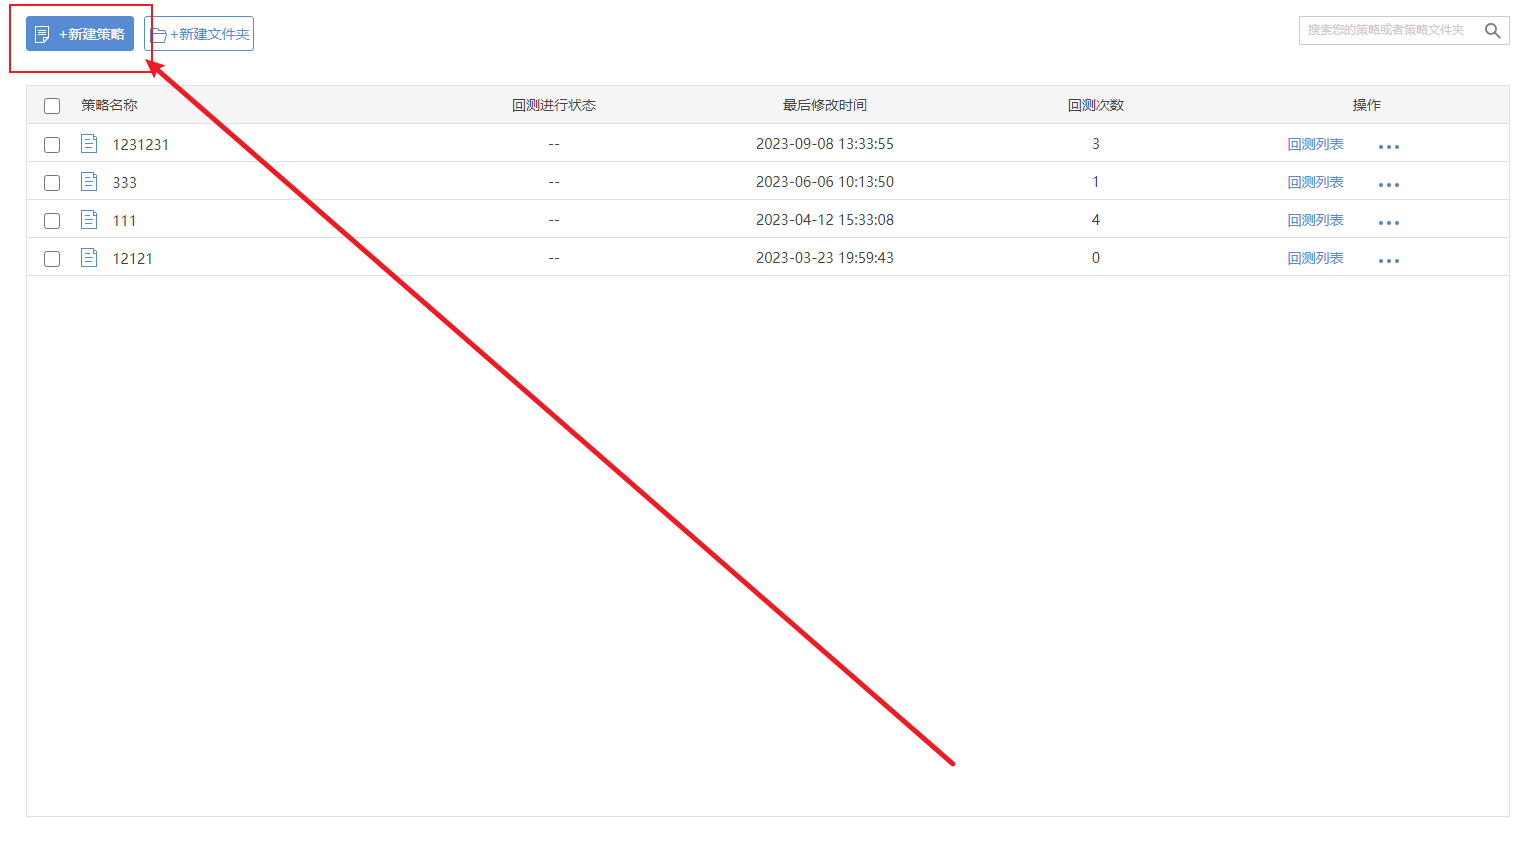 +新建策略 +新建文件夹 搜索您的策略或者策略文件夹
策略名称 回测进行状态 最后修改时间 回测次数 操作
1231231 -- 2023-09-08 13:33:55 3 回测列表
333 -- 2023-06-06 10:13:50 1 回测列表
111 -- 2023-04-12 15:33:08 4 回测列表
12121 -- 2023-03-23 19:59:43 0 回测列表